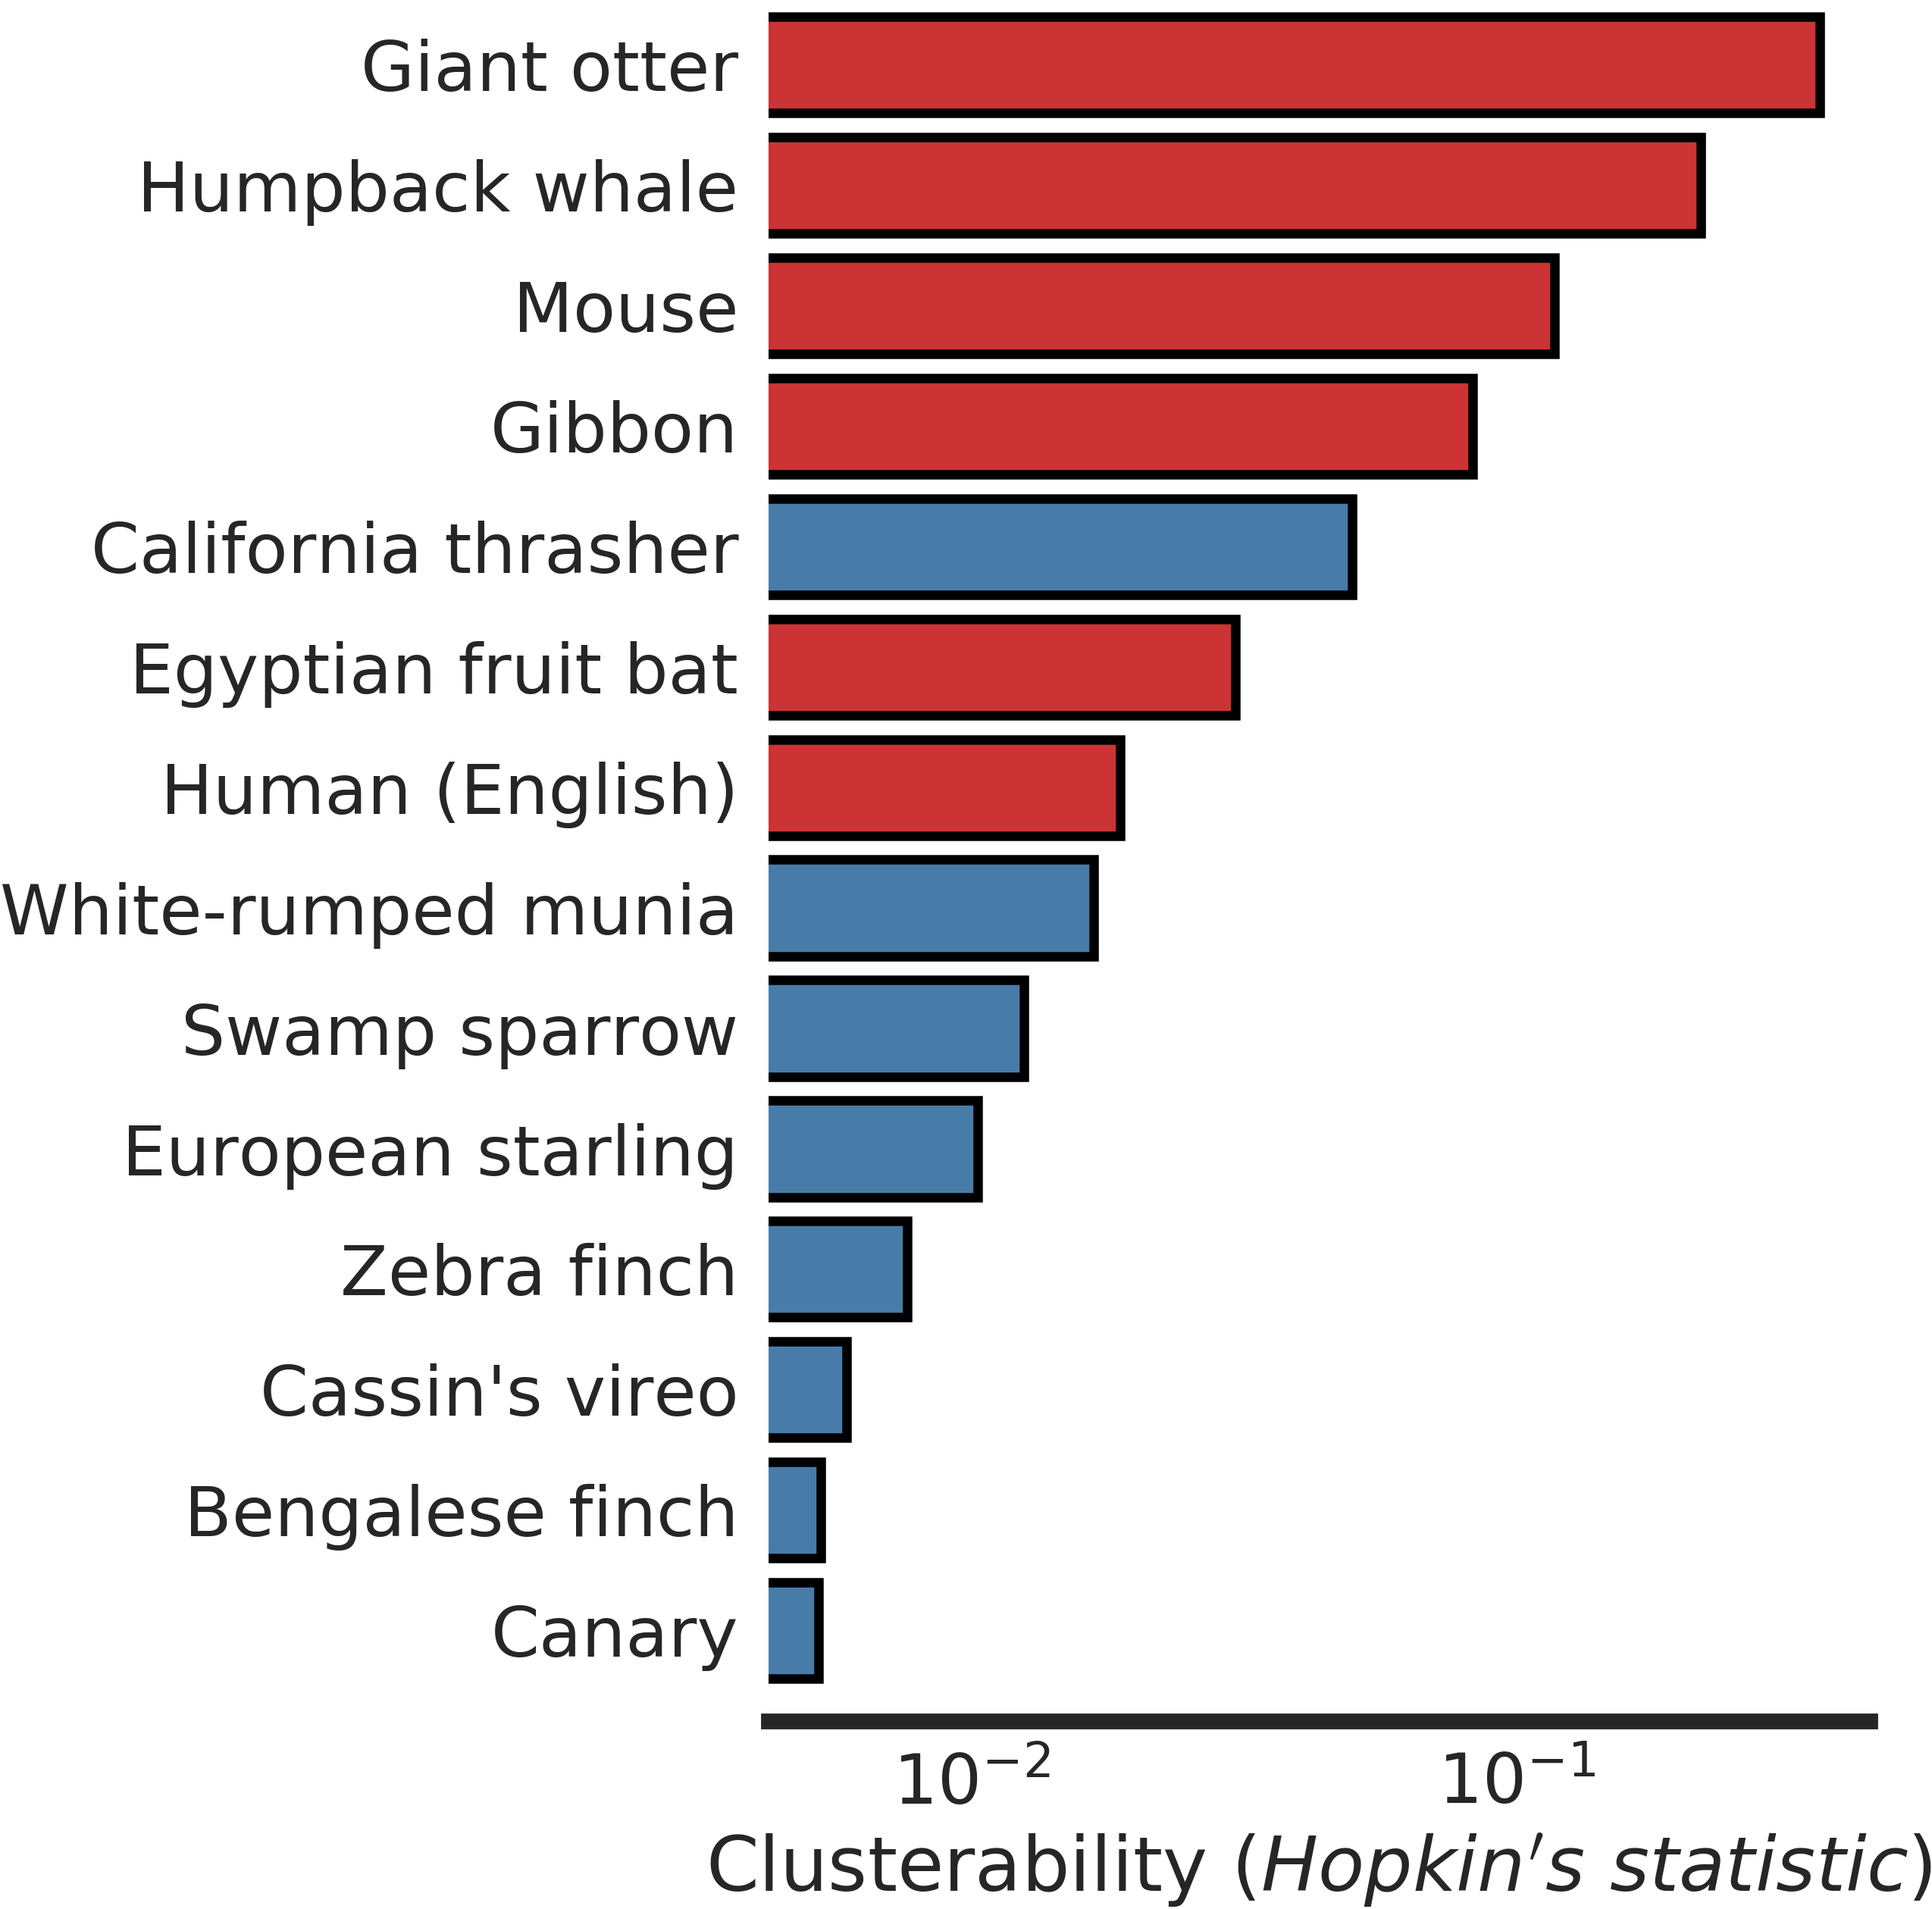 Giant otter
Humpback whale
Mouse
Gibbon
California thrasher
Egyptian fruit bat
Human (English)
White-rumped munia
Swamp sparrow
European starling
Zebra finch
Cassin's vireo
Bengalese finch
Canary
10⁻² 10⁻¹
Clusterability (Hopkin′s statistic)